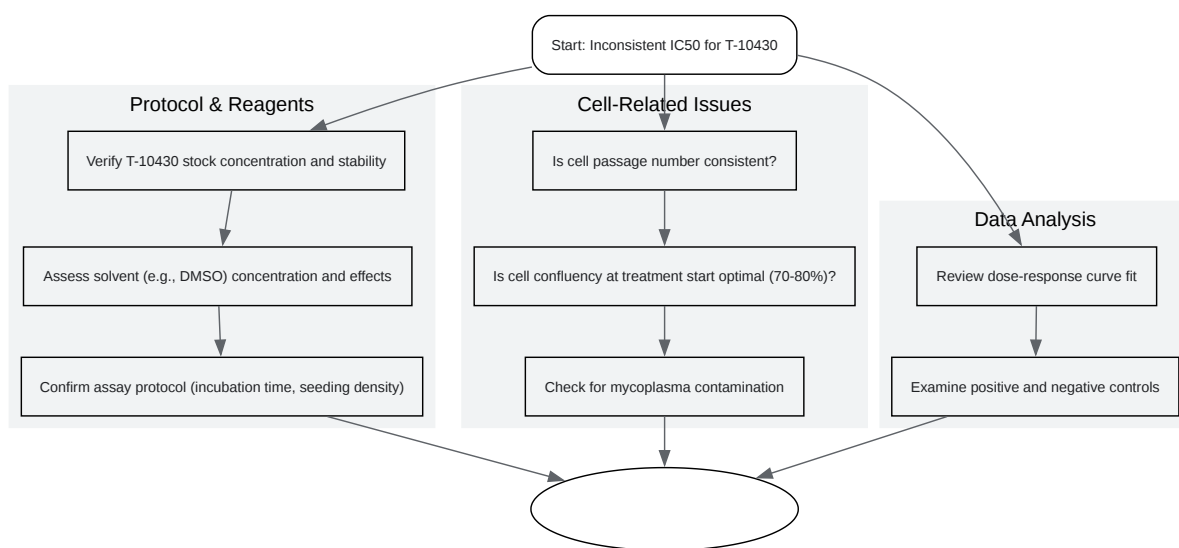 Start: Inconsistent IC50 for T-10430
Protocol & Reagents
Verify T-10430 stock concentration and stability
Assess solvent (e.g., DMSO) concentration and effects
Confirm assay protocol (incubation time, seeding density)
Cell-Related Issues
Is cell passage number consistent?
Is cell confluency at treatment start optimal (70-80%)?
Check for mycoplasma contamination
Data Analysis
Review dose-response curve fit
Examine positive and negative controls